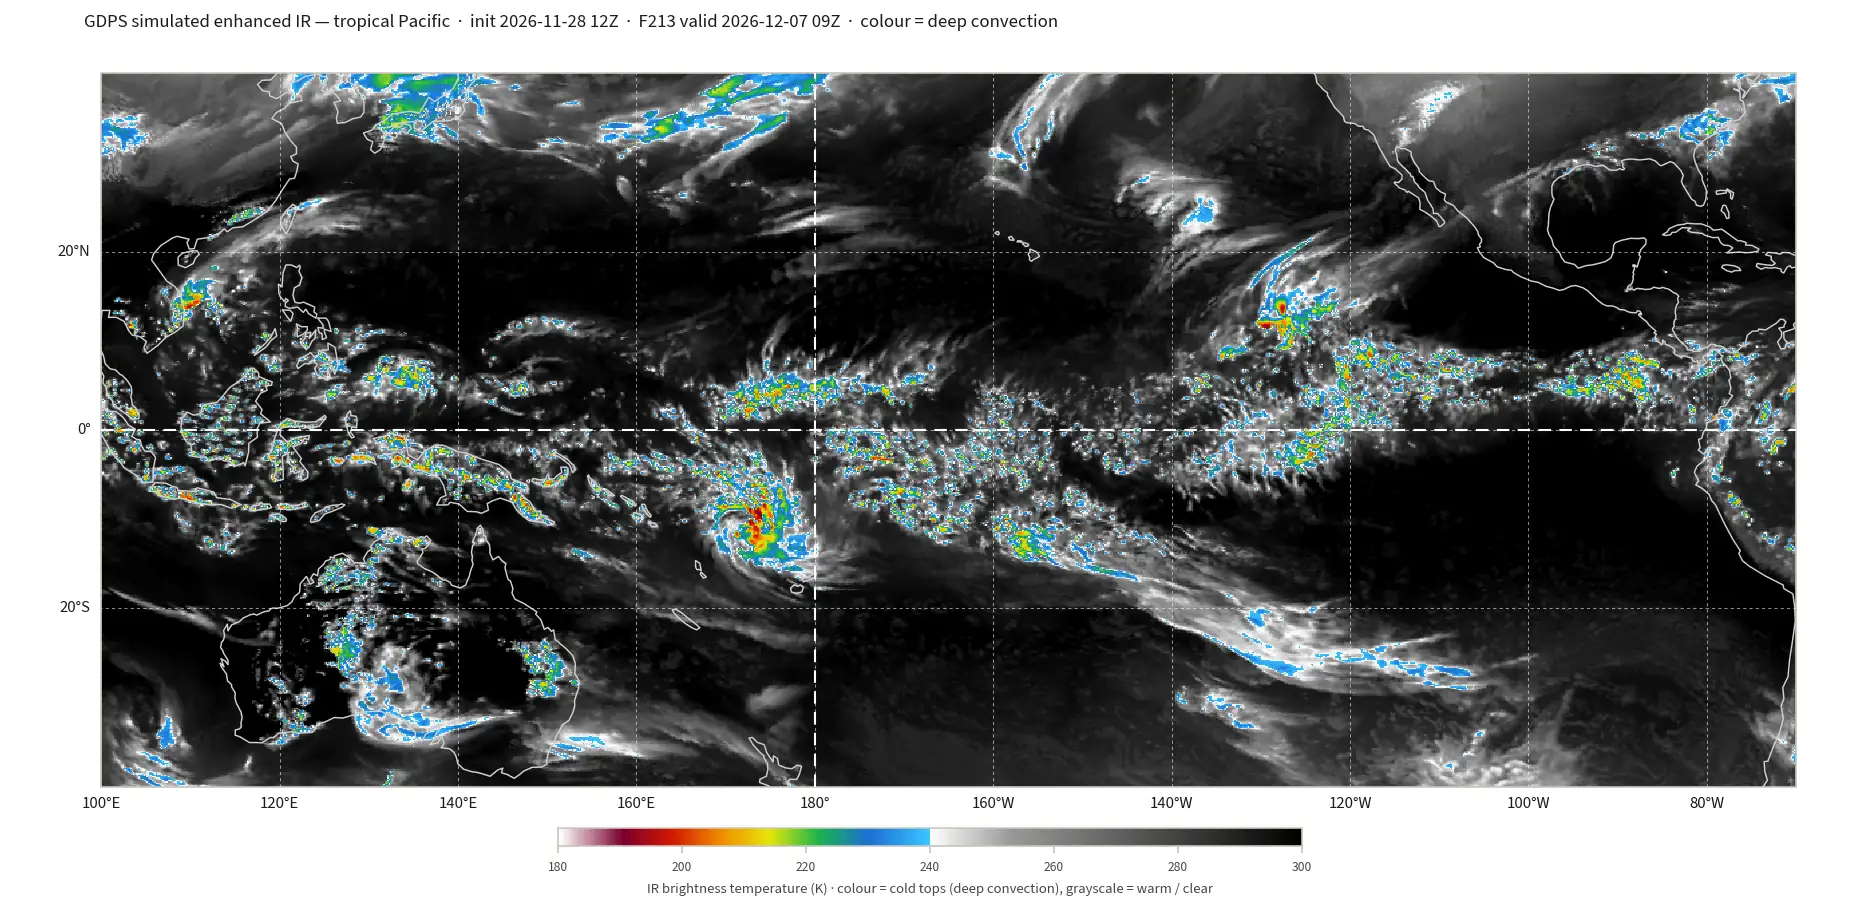 GDPS simulated enhanced IR — tropical Pacific · init 2026-11-28 12Z · F213 valid 2026-12-07 09Z · colour = deep convection
20°N
0°
20°S
100°E 120°E 140°E 160°E 180° 160°W 140°W 120°W 100°W 80°W
180 200 220 240 260 280 300
IR brightness temperature (K) · colour = cold tops (deep convection), grayscale = warm / clear